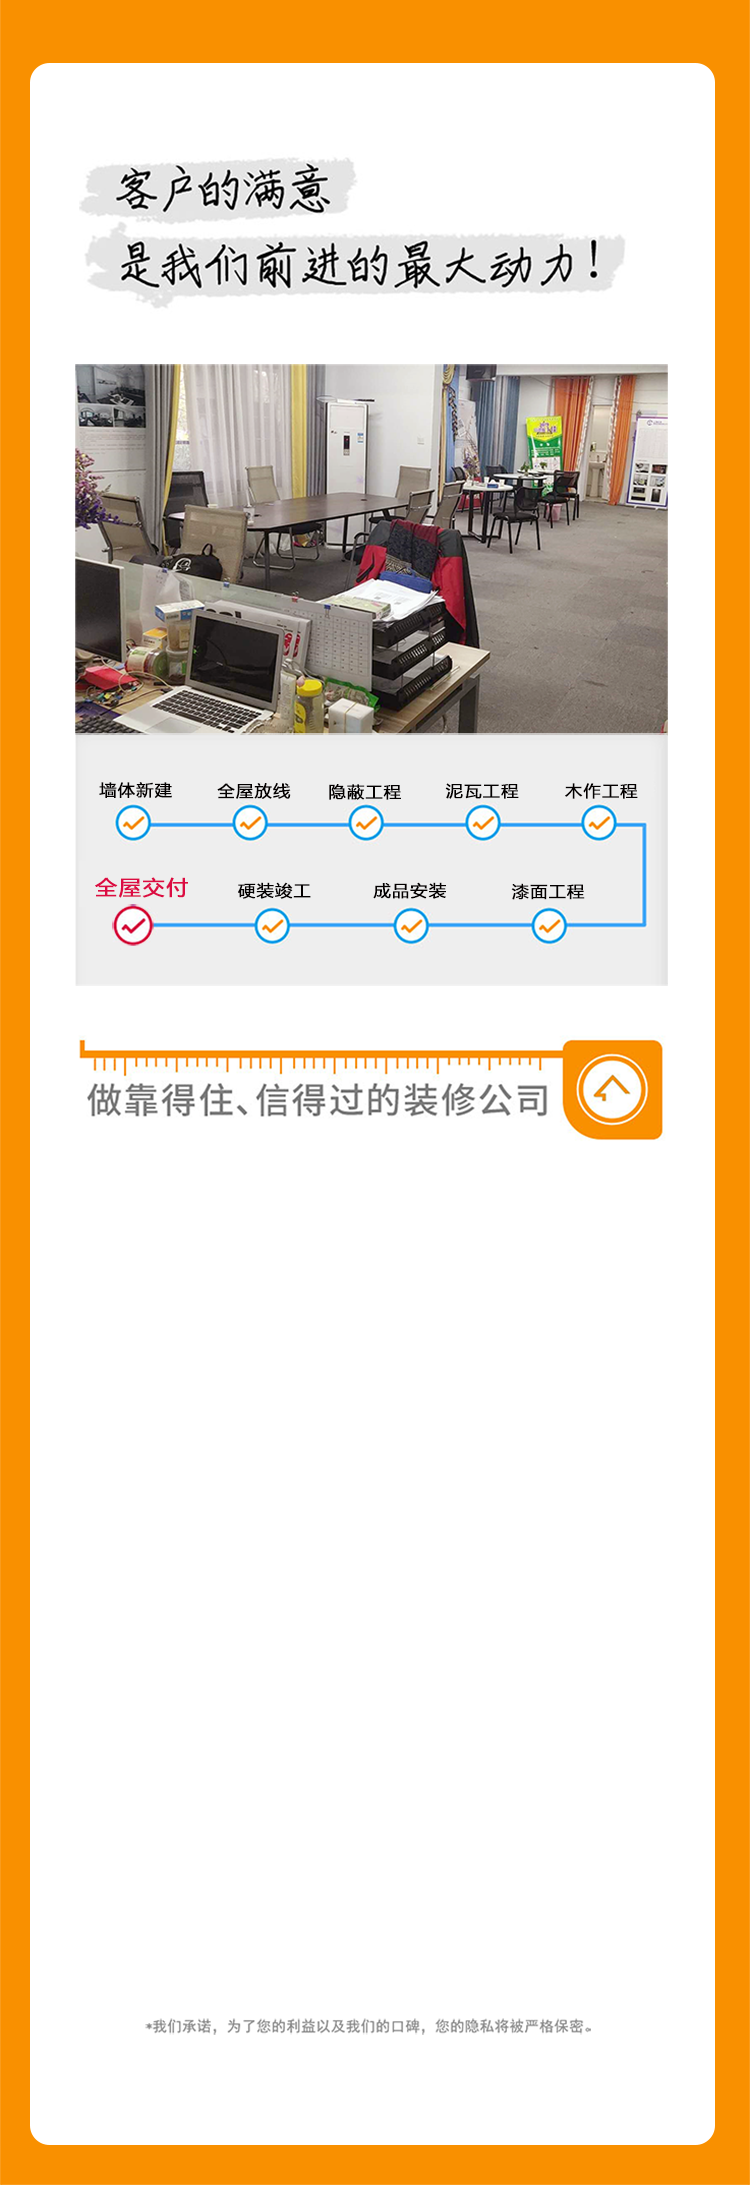 客户的满意
是我们前进的最大动力！
墙体新建 全屋放线 隐蔽工程 泥瓦工程 木作工程
全屋交付 硬装竣工 成品安装 漆面工程
做靠得住、信得过的装修公司
*我们承诺，为了您的利益以及我们的口碑，您的隐私将被严格保密。